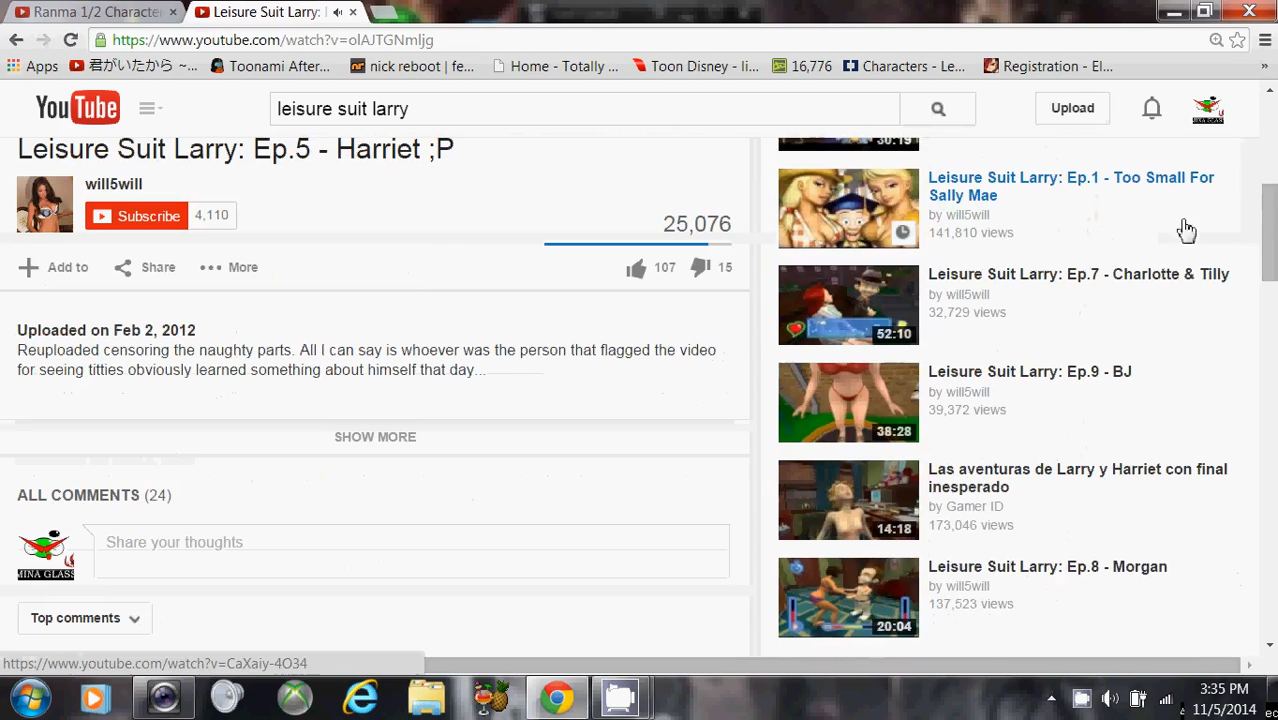 Ranma 1/2 Characte
Leisure Suit Larry:
https://www.youtube.com/watch?v=olAJTGNmljg
Apps
君がいたから ~...
Toonami After...
nick reboot | fe...
Home - Totally ...
Toon Disney - li...
16,776
Characters - Le...
Registration - El...
YouTube
leisure suit larry
Upload
MINA GLASS
Leisure Suit Larry: Ep.5 - Harriet ;P
will5will
Subscribe 4,110
25,076
Add to
Share
More
107
15
Uploaded on Feb 2, 2012
Reuploaded censoring the naughty parts. All I can say is whoever was the person that flagged the video
for seeing titties obviously learned something about himself that day...
SHOW MORE
ALL COMMENTS (24)
Share your thoughts
MINA GLASS
Top comments
30:19
Leisure Suit Larry: Ep.1 - Too Small For
Sally Mae
by will5will
141,810 views
Leisure Suit Larry: Ep.7 - Charlotte & Tilly
by will5will
32,729 views
52:10
Leisure Suit Larry: Ep.9 - BJ
by will5will
39,372 views
38:28
Las aventuras de Larry y Harriet con final
inesperado
by Gamer ID
173,046 views
14:18
Leisure Suit Larry: Ep.8 - Morgan
by will5will
137,523 views
20:04
https://www.youtube.com/watch?v=CaXaiy-4O34
3:35 PM
11/5/2014